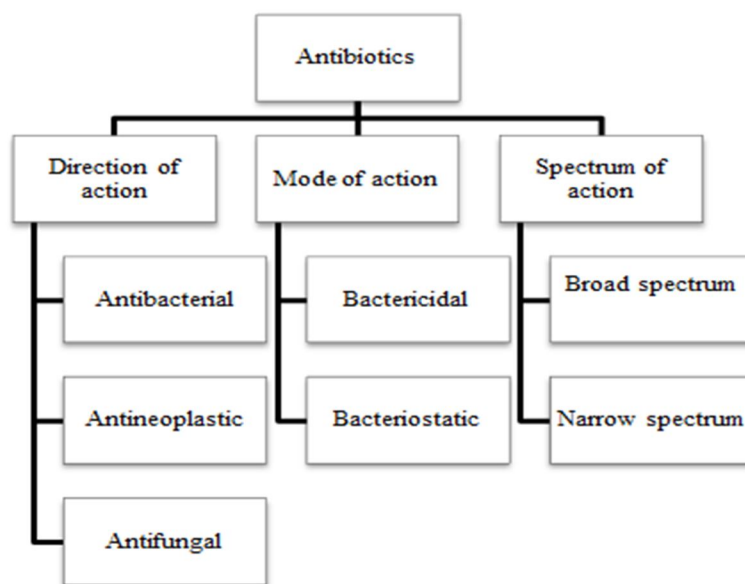 Antibiotics
Direction of
action
Mode of action
Spectrum of
action
Antibacterial
Bactericidal
Broad spectrum
Antineoplastic
Bacteriostatic
Narrow spectrum
Antifungal